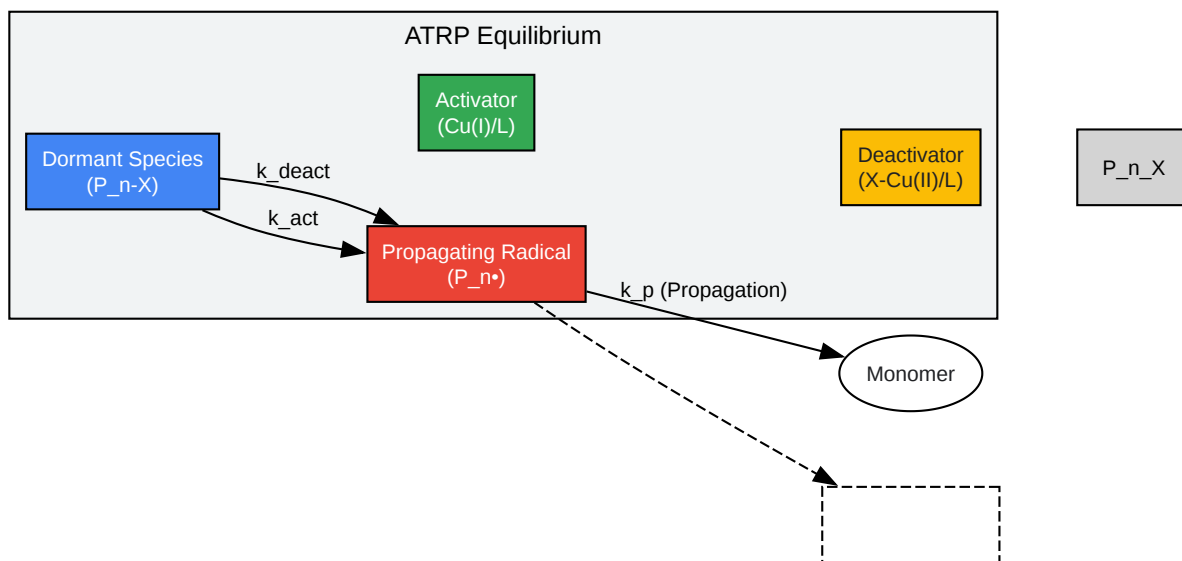 ATRP Equilibrium
Activator
(Cu(I)/L)
Dormant Species
(P_n-X)
k_deact
k_act
Deactivator
(X-Cu(II)/L)
P_n_X
Propagating Radical
(P_n•)
k_p (Propagation)
Monomer